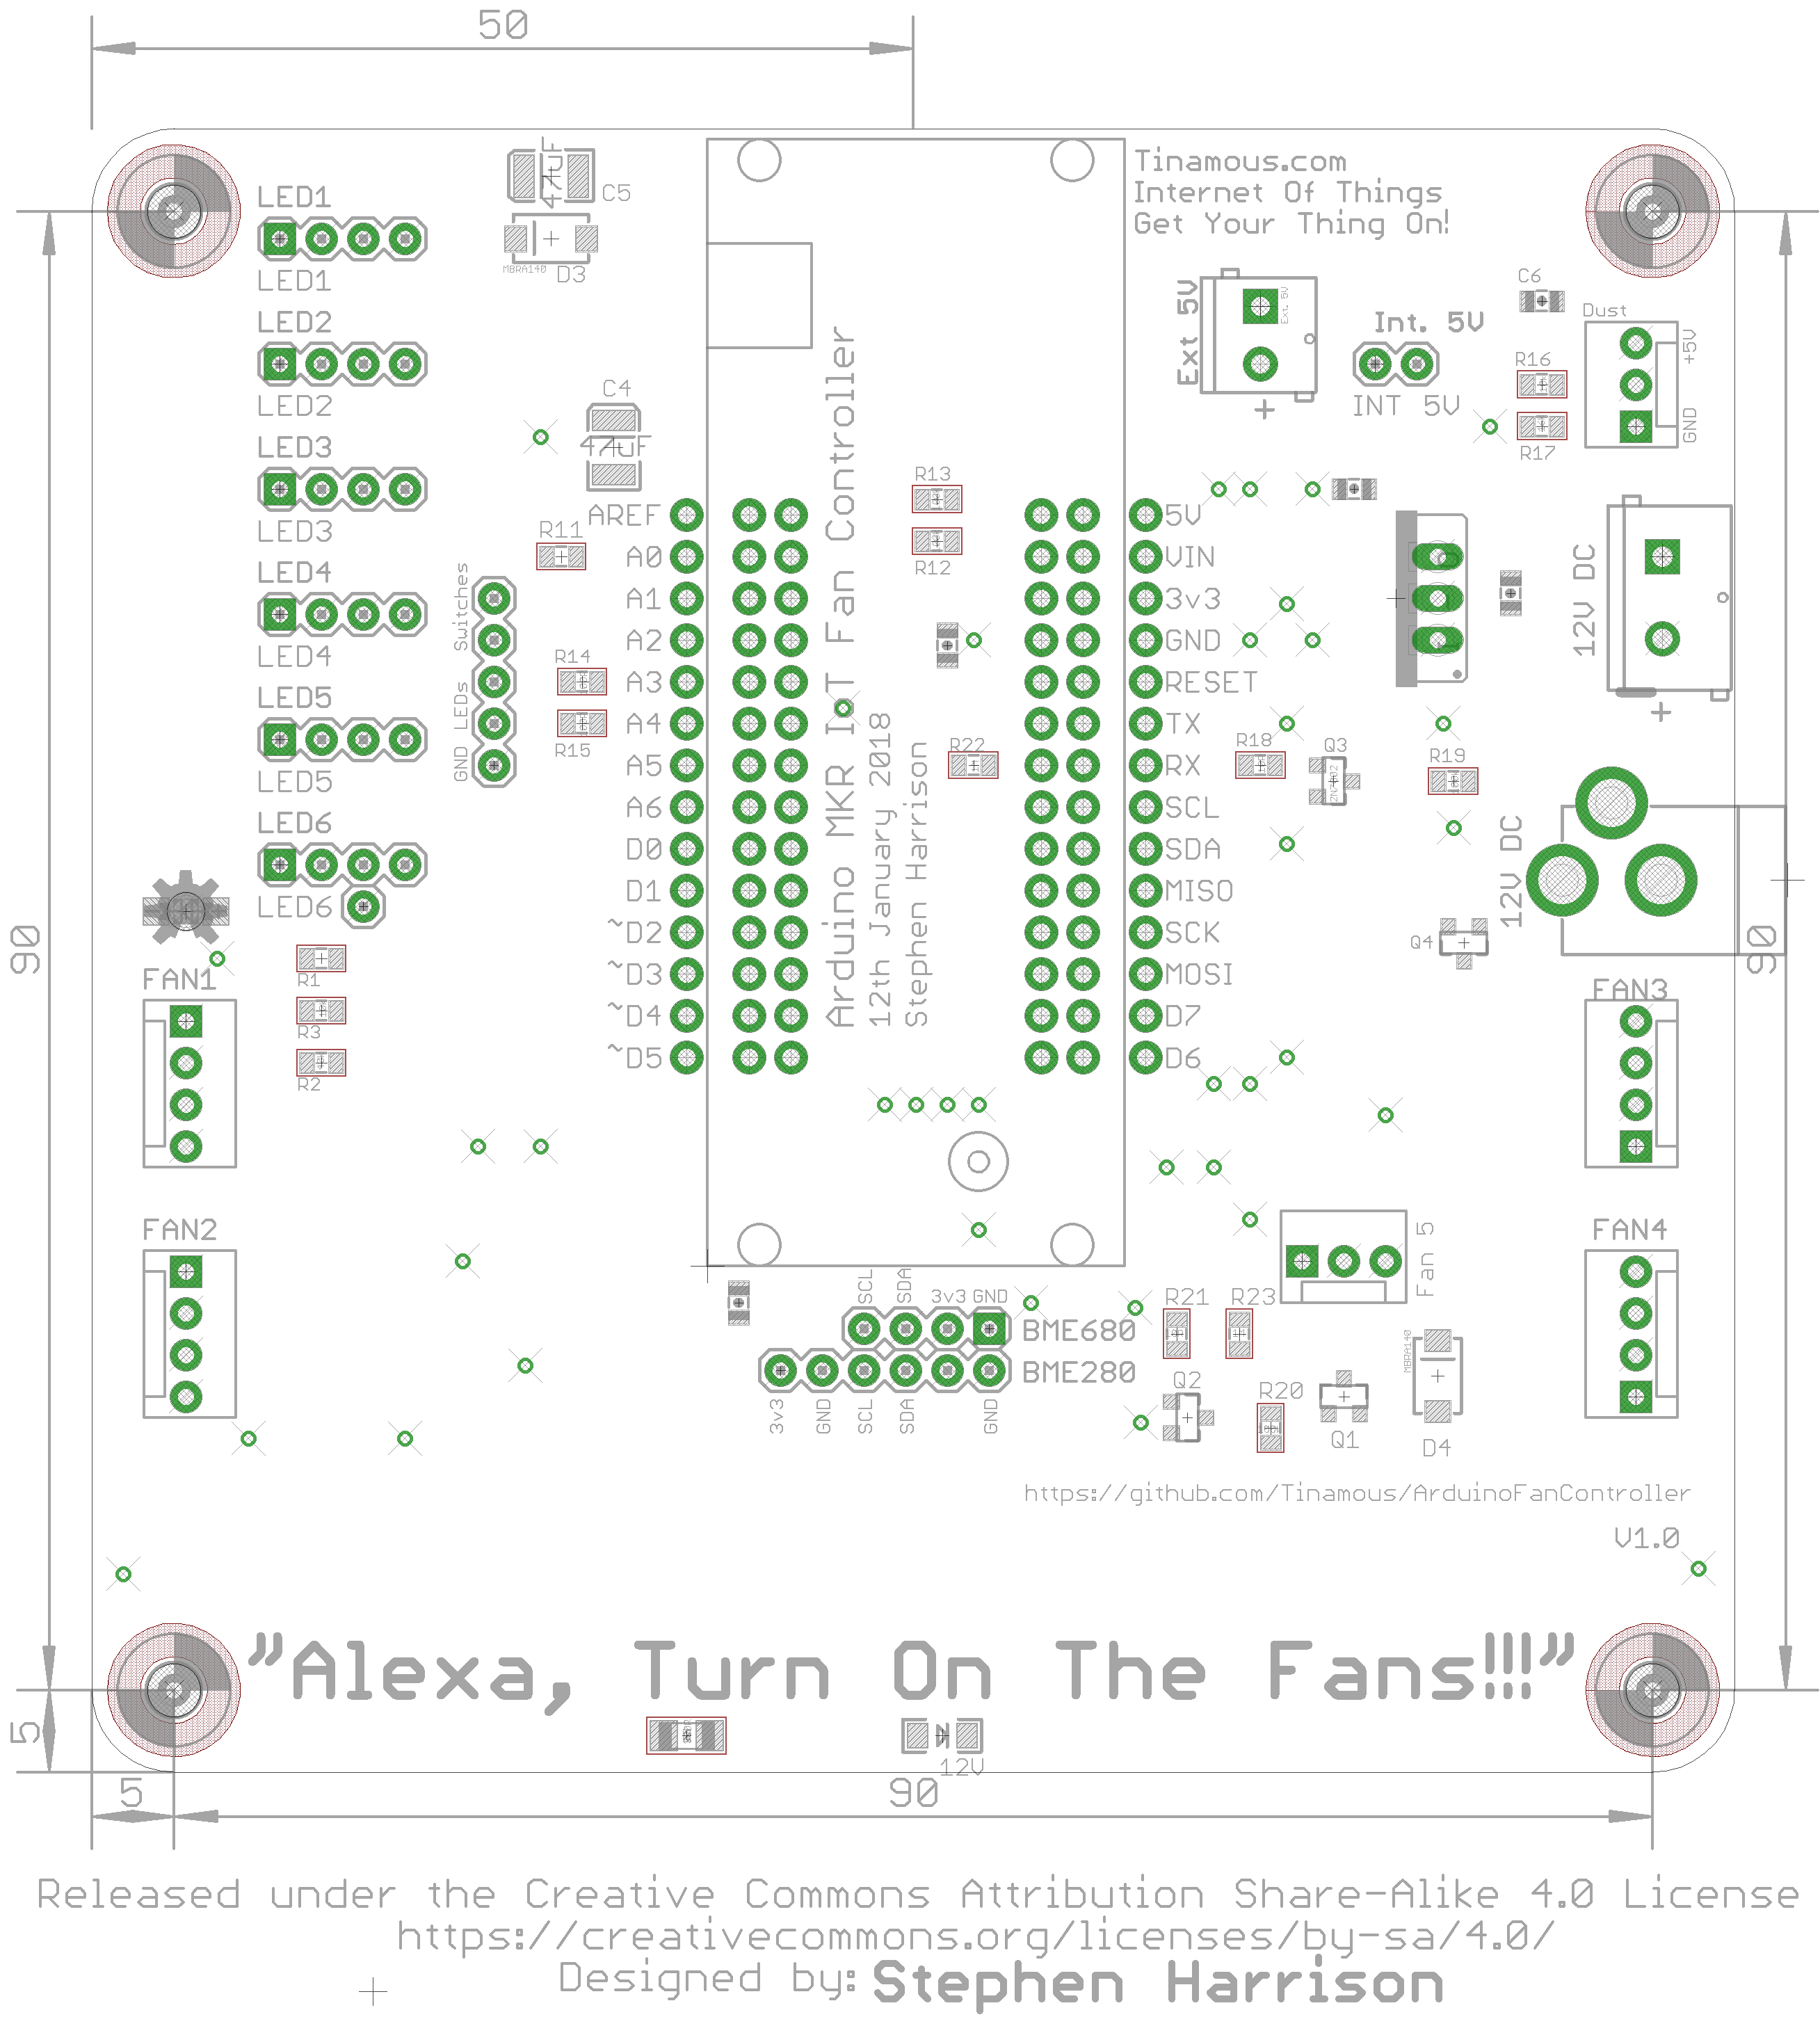 50
Tinamous.com
Internet Of Things
Get Your Thing On!
LED1
LED1
47uF
C5
MBRA140
D3
LED2
LED2
LED3
LED3
LED4
LED4
LED5
LED5
LED6
LED6
C4
47uF
R11
Switches
GND LEDs
R14
R15
AREF
A0
A1
A2
A3
A4
A5
A6
D0
D1
~D2
~D3
~D4
~D5
Arduino MKR IoT Fan Controller
12th January 2018
Stephen Harrison
R13
R12
R22
5V
VIN
3v3
GND
RESET
TX
RX
SCL
SDA
MISO
SCK
MOSI
D7
D6
Ext 5V
Ext. 5V
+
Int. 5V
INT 5V
C6
Dust
+5V
GND
R16
R17
12V DC
+
R18
Q3
2N7002
R19
12V DC
Q4
90
90
FAN1
R1
R3
R2
FAN2
FAN3
FAN4
Fan 5
SCL
SDA
3v3
GND
BME680
BME280
3v3
GND
SCL
SDA
GND
R21
R23
Q2
R20
Q1
MBRA140
D4
https://github.com/Tinamous/ArduinoFanController
V1.0
"Alexa, Turn On The Fans!!!"
12V
5
5
90
Released under the Creative Commons Attribution Share-Alike 4.0 License
https://creativecommons.org/licenses/by-sa/4.0/
Designed by: Stephen Harrison